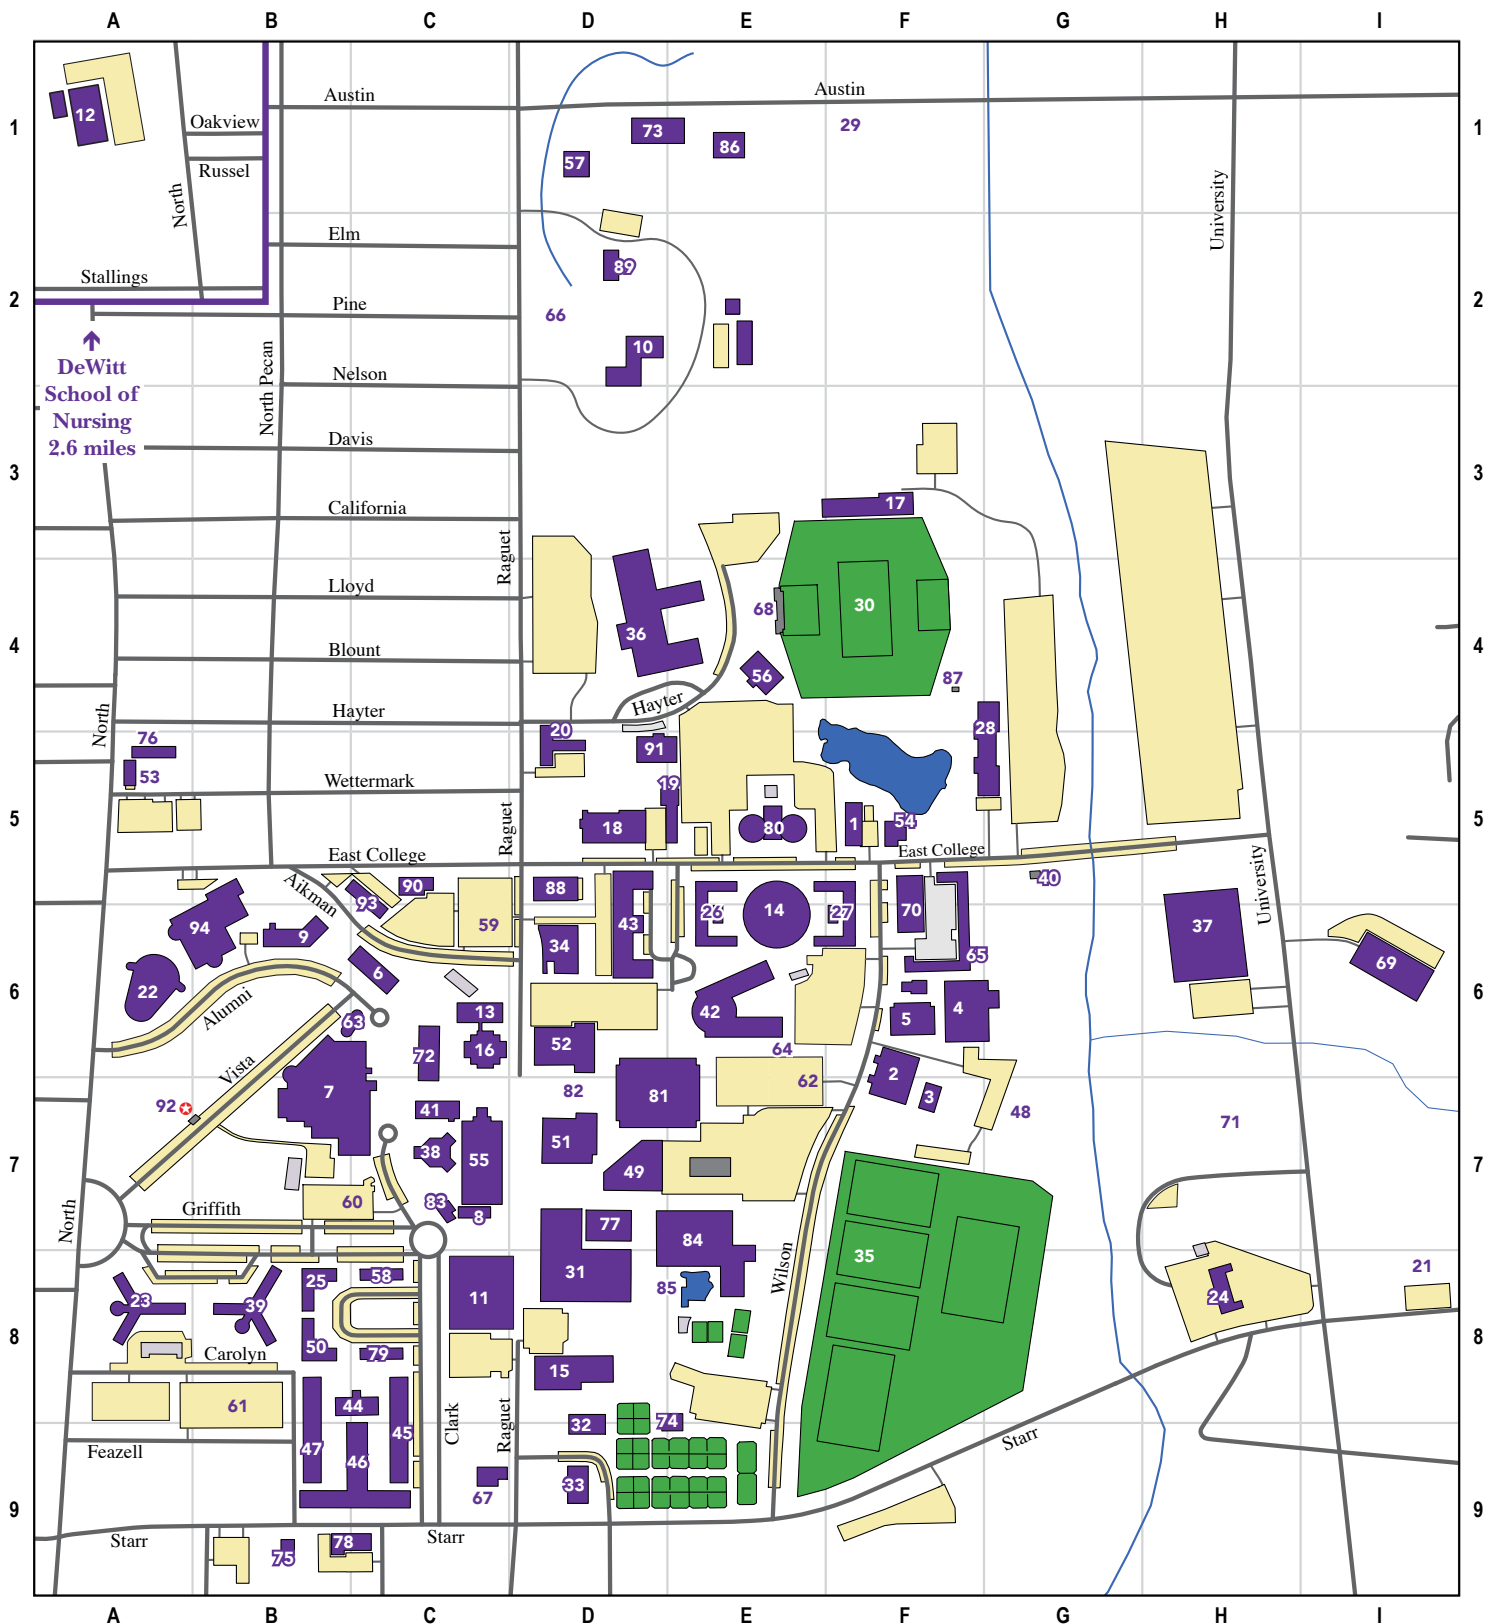 A B C D E F G H I
Austin
Austin
1 12 73 29 1
Oakview
86
57
Russel
North
University
Elm
89
Stallings
2 Pine 2
66
10
DeWitt
School of
Nursing
2.6 miles
North Pecan
Nelson
Davis
3 3
17
California
Raguet
Lloyd
68 30
36
4 Blount 4
56 87
Hayter
Hayter
North
76 20 28
91
53
Wettermark
19
5 18 80 1 54 5
Raguet
East College
East College
Aikman
90 88 40
93
59 43 26 14 27 70 37
University
94 9
34
65 69
6
6 22 6
Alumni
63 13 42 4
5
72 16 52 64
Vista
2 62
7 82 81 3
92 41 48
71
51
38
7 55 49 7
60 83
North
Griffith
8 77
84
Wilson
35
25 58 31 85 21
23 39 11 24
8 8
50 79
Carolyn
15
61 44
Clark
Raguet
32 74
45
47
Feazell
46
Starr
33
67
9 9
Starr
78
Starr
75
A B C D E F G H I